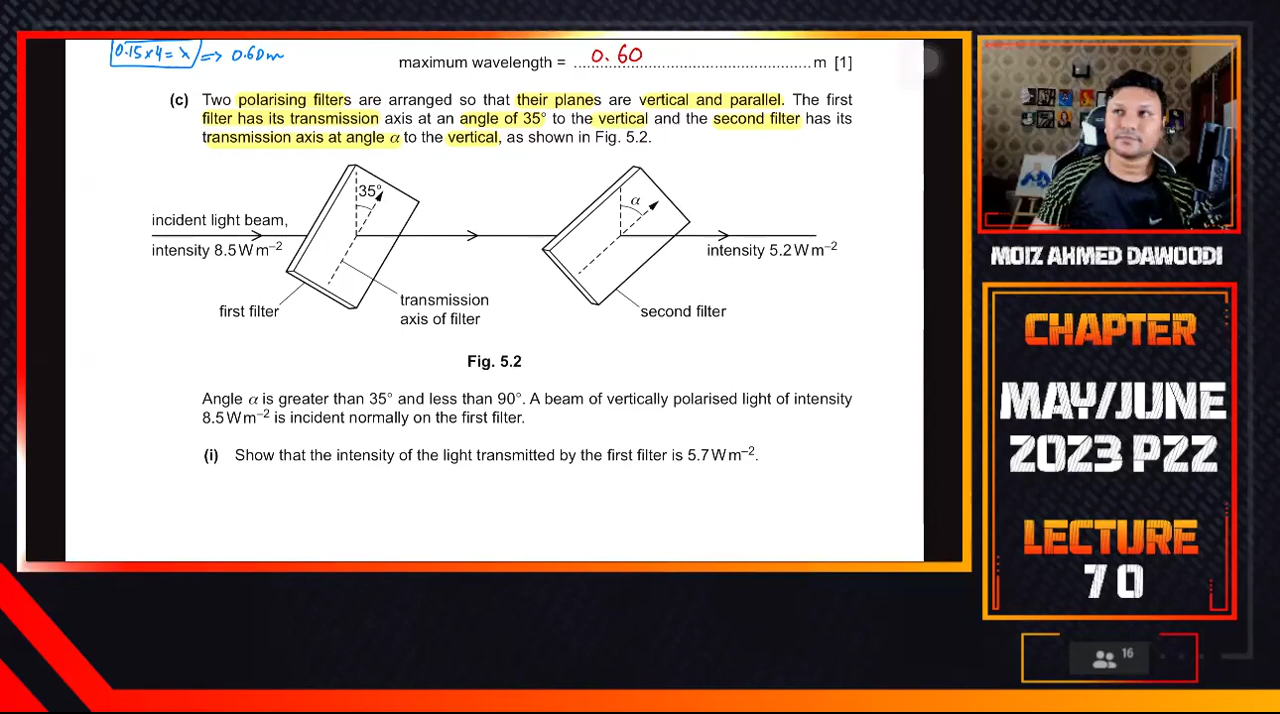 0.15 x 4 = λ => 0.60m
maximum wavelength = ..........0.60.......... m [1]
(c) Two polarising filters are arranged so that their planes are vertical and parallel. The first
filter has its transmission axis at an angle of 35° to the vertical and the second filter has its
transmission axis at angle α to the vertical, as shown in Fig. 5.2.
35°
α
incident light beam,
intensity 8.5 W m⁻²
intensity 5.2 W m⁻²
first filter
transmission
axis of filter
second filter
Fig. 5.2
Angle α is greater than 35° and less than 90°. A beam of vertically polarised light of intensity
8.5 W m⁻² is incident normally on the first filter.
(i) Show that the intensity of the light transmitted by the first filter is 5.7 W m⁻².
MOIZ AHMED DAWOODI
CHAPTER
MAY/JUNE
2023 P22
LECTURE
70
16